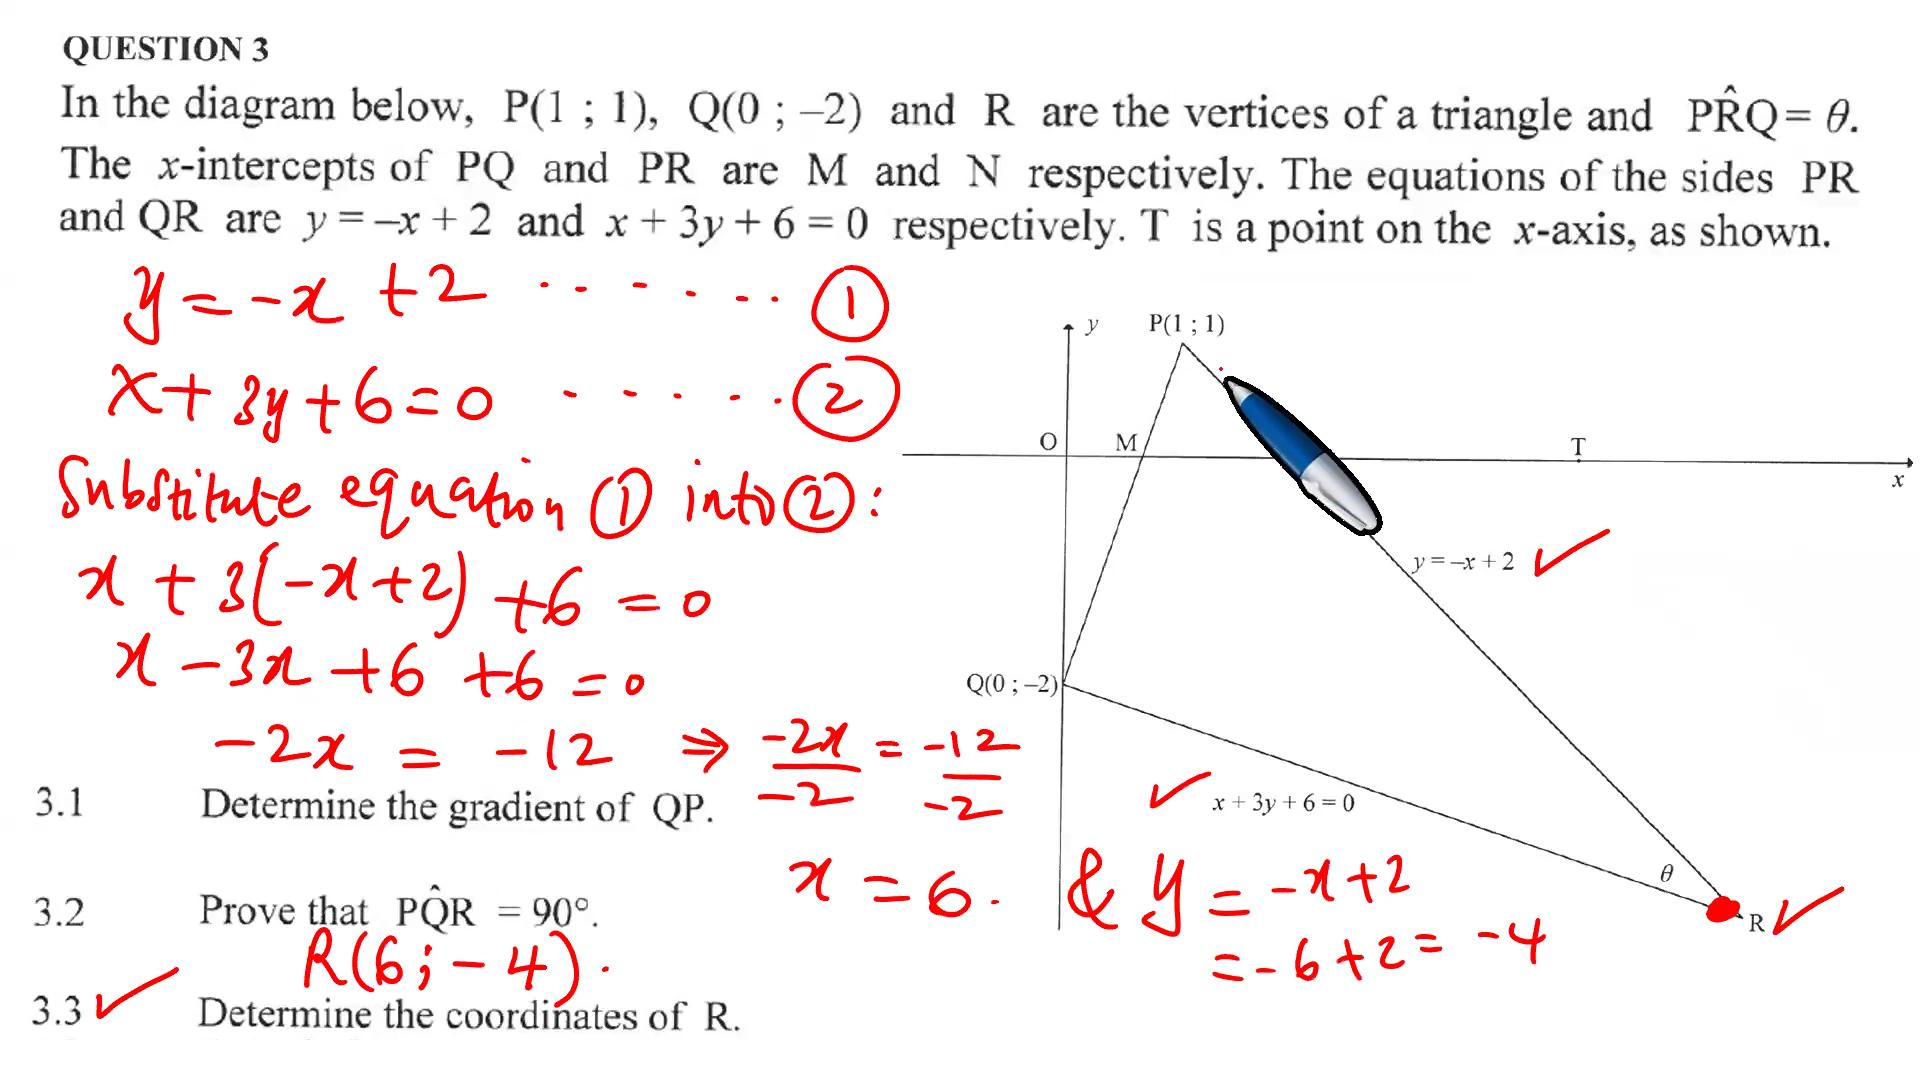 QUESTION 3
In the diagram below, P(1 ; 1), Q(0 ; –2) and R are the vertices of a triangle and PR̂Q = θ.
The x-intercepts of PQ and PR are M and N respectively. The equations of the sides PR
and QR are y = –x + 2 and x + 3y + 6 = 0 respectively. T is a point on the x-axis, as shown.
y = -x + 2 ....... ①
x + 3y + 6 = 0 ...... ②
Substitute equation ① into ②:
x + 3(-x+2) + 6 = 0
x - 3x + 6 + 6 = 0
-2x = -12 ⇒ -2x/-2 = -12/-2
x = 6. & y = -x+2
= -6+2 = -4
R(6; -4).
3.1 Determine the gradient of QP.
3.2 Prove that PQ̂R = 90°.
3.3 ✓ Determine the coordinates of R.
y
P(1 ; 1)
O
M
T
x
y = –x + 2 ✓
Q(0 ; –2)
✓ x + 3y + 6 = 0
θ
R ✓